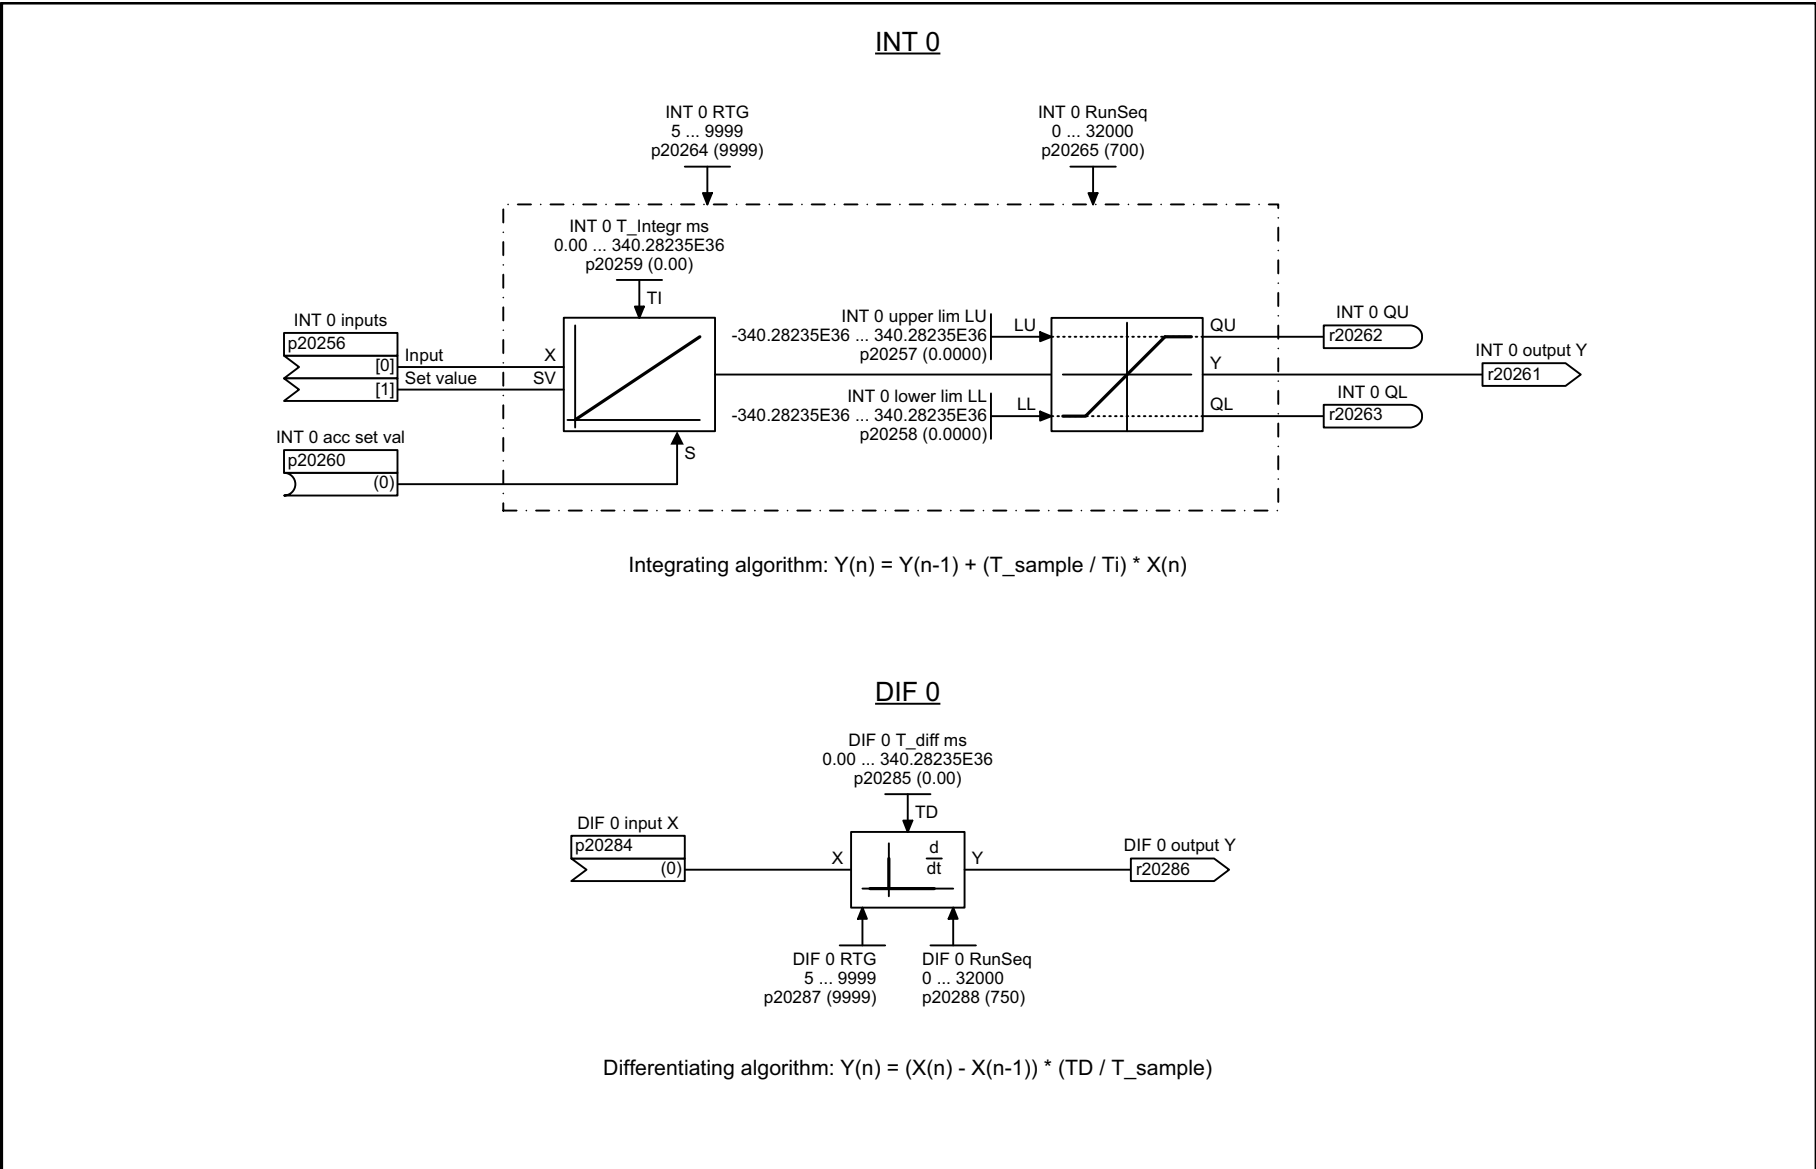 INT 0
INT 0 RTG
5 ... 9999
p20264 (9999)
INT 0 RunSeq
0 ... 32000
p20265 (700)
INT 0 T_Integr ms
0.00 ... 340.28235E36
p20259 (0.00)
TI
INT 0 inputs
p20256
[0]
[1]
Input
Set value
X
SV
INT 0 acc set val
p20260
(0)
S
INT 0 upper lim LU
-340.28235E36 ... 340.28235E36
p20257 (0.0000)
LU
INT 0 lower lim LL
-340.28235E36 ... 340.28235E36
p20258 (0.0000)
LL
QU
Y
QL
INT 0 QU
r20262
INT 0 output Y
r20261
INT 0 QL
r20263
Integrating algorithm: Y(n) = Y(n-1) + (T_sample / Ti) * X(n)
DIF 0
DIF 0 T_diff ms
0.00 ... 340.28235E36
p20285 (0.00)
TD
DIF 0 input X
p20284
(0)
X
d
dt
Y
DIF 0 output Y
r20286
DIF 0 RTG
5 ... 9999
p20287 (9999)
DIF 0 RunSeq
0 ... 32000
p20288 (750)
Differentiating algorithm: Y(n) = (X(n) - X(n-1)) * (TD / T_sample)